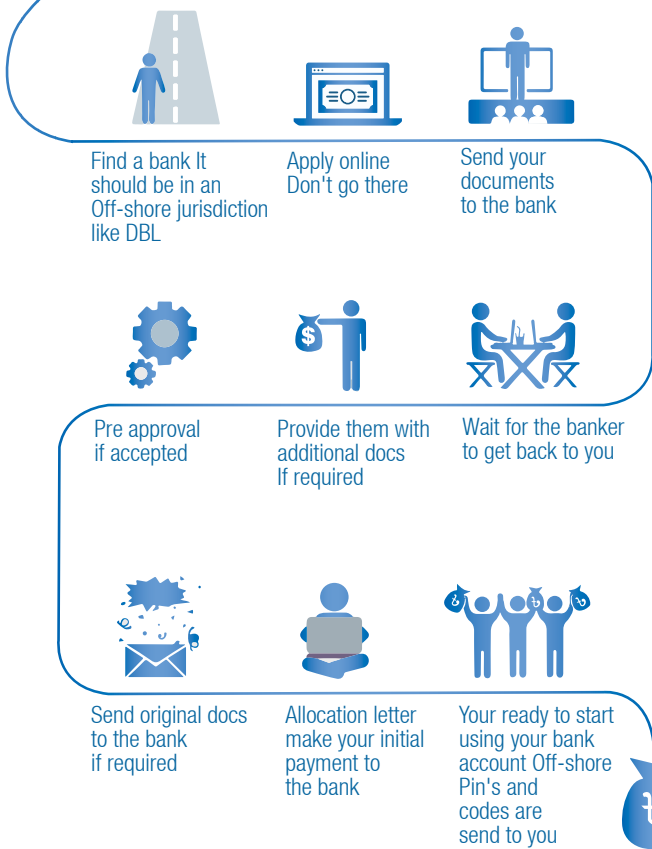 Find a bank It
should be in an
Off-shore jurisdiction
like DBL
Apply online
Don't go there
Send your
documents
to the bank
$
Pre approval
if accepted
Provide them with
additional docs
If required
Wait for the banker
to get back to you
৳ ৳ ৳
Send original docs
to the bank
if required
Allocation letter
make your initial
payment to
the bank
Your ready to start
using your bank
account Off-shore
Pin's and
codes are
send to you
৳